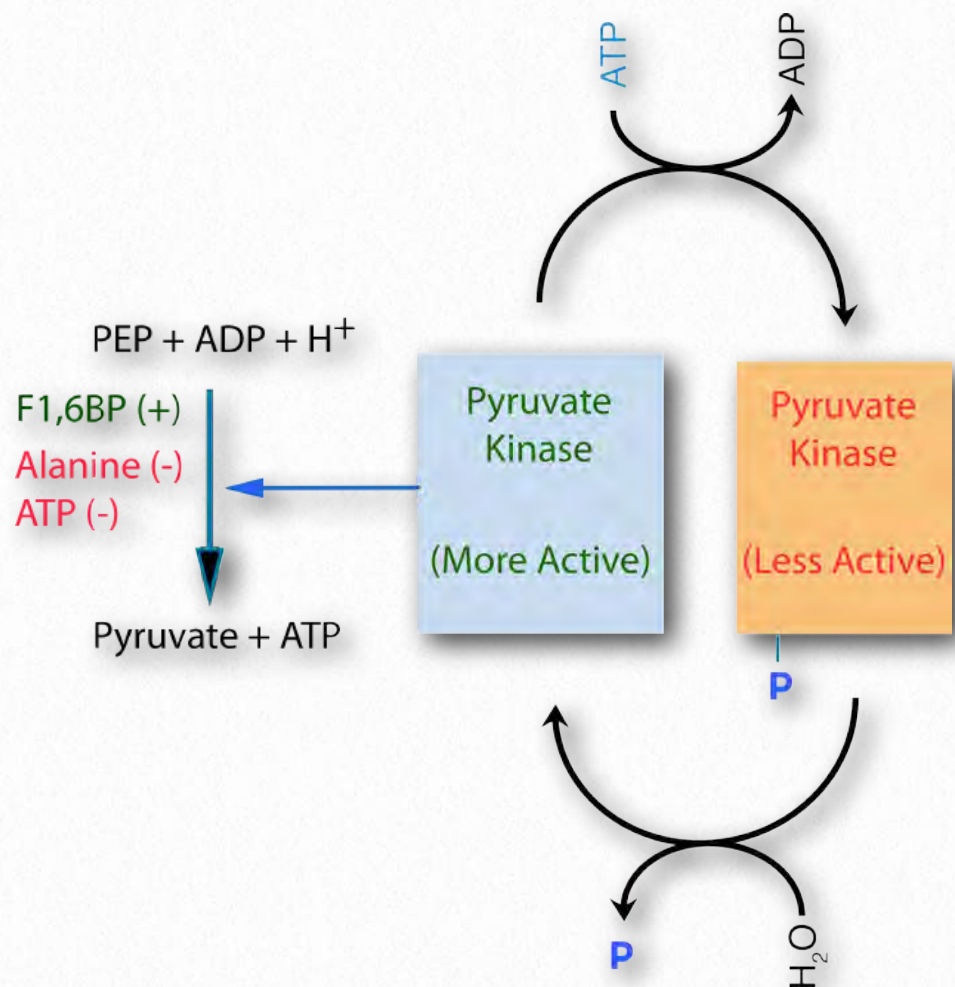 ATP
ADP
PEP + ADP + H⁺
F1,6BP (+)
Alanine (-)
ATP (-)
Pyruvate + ATP
Pyruvate
Kinase
(More Active)
Pyruvate
Kinase
(Less Active)
P
P
H₂O